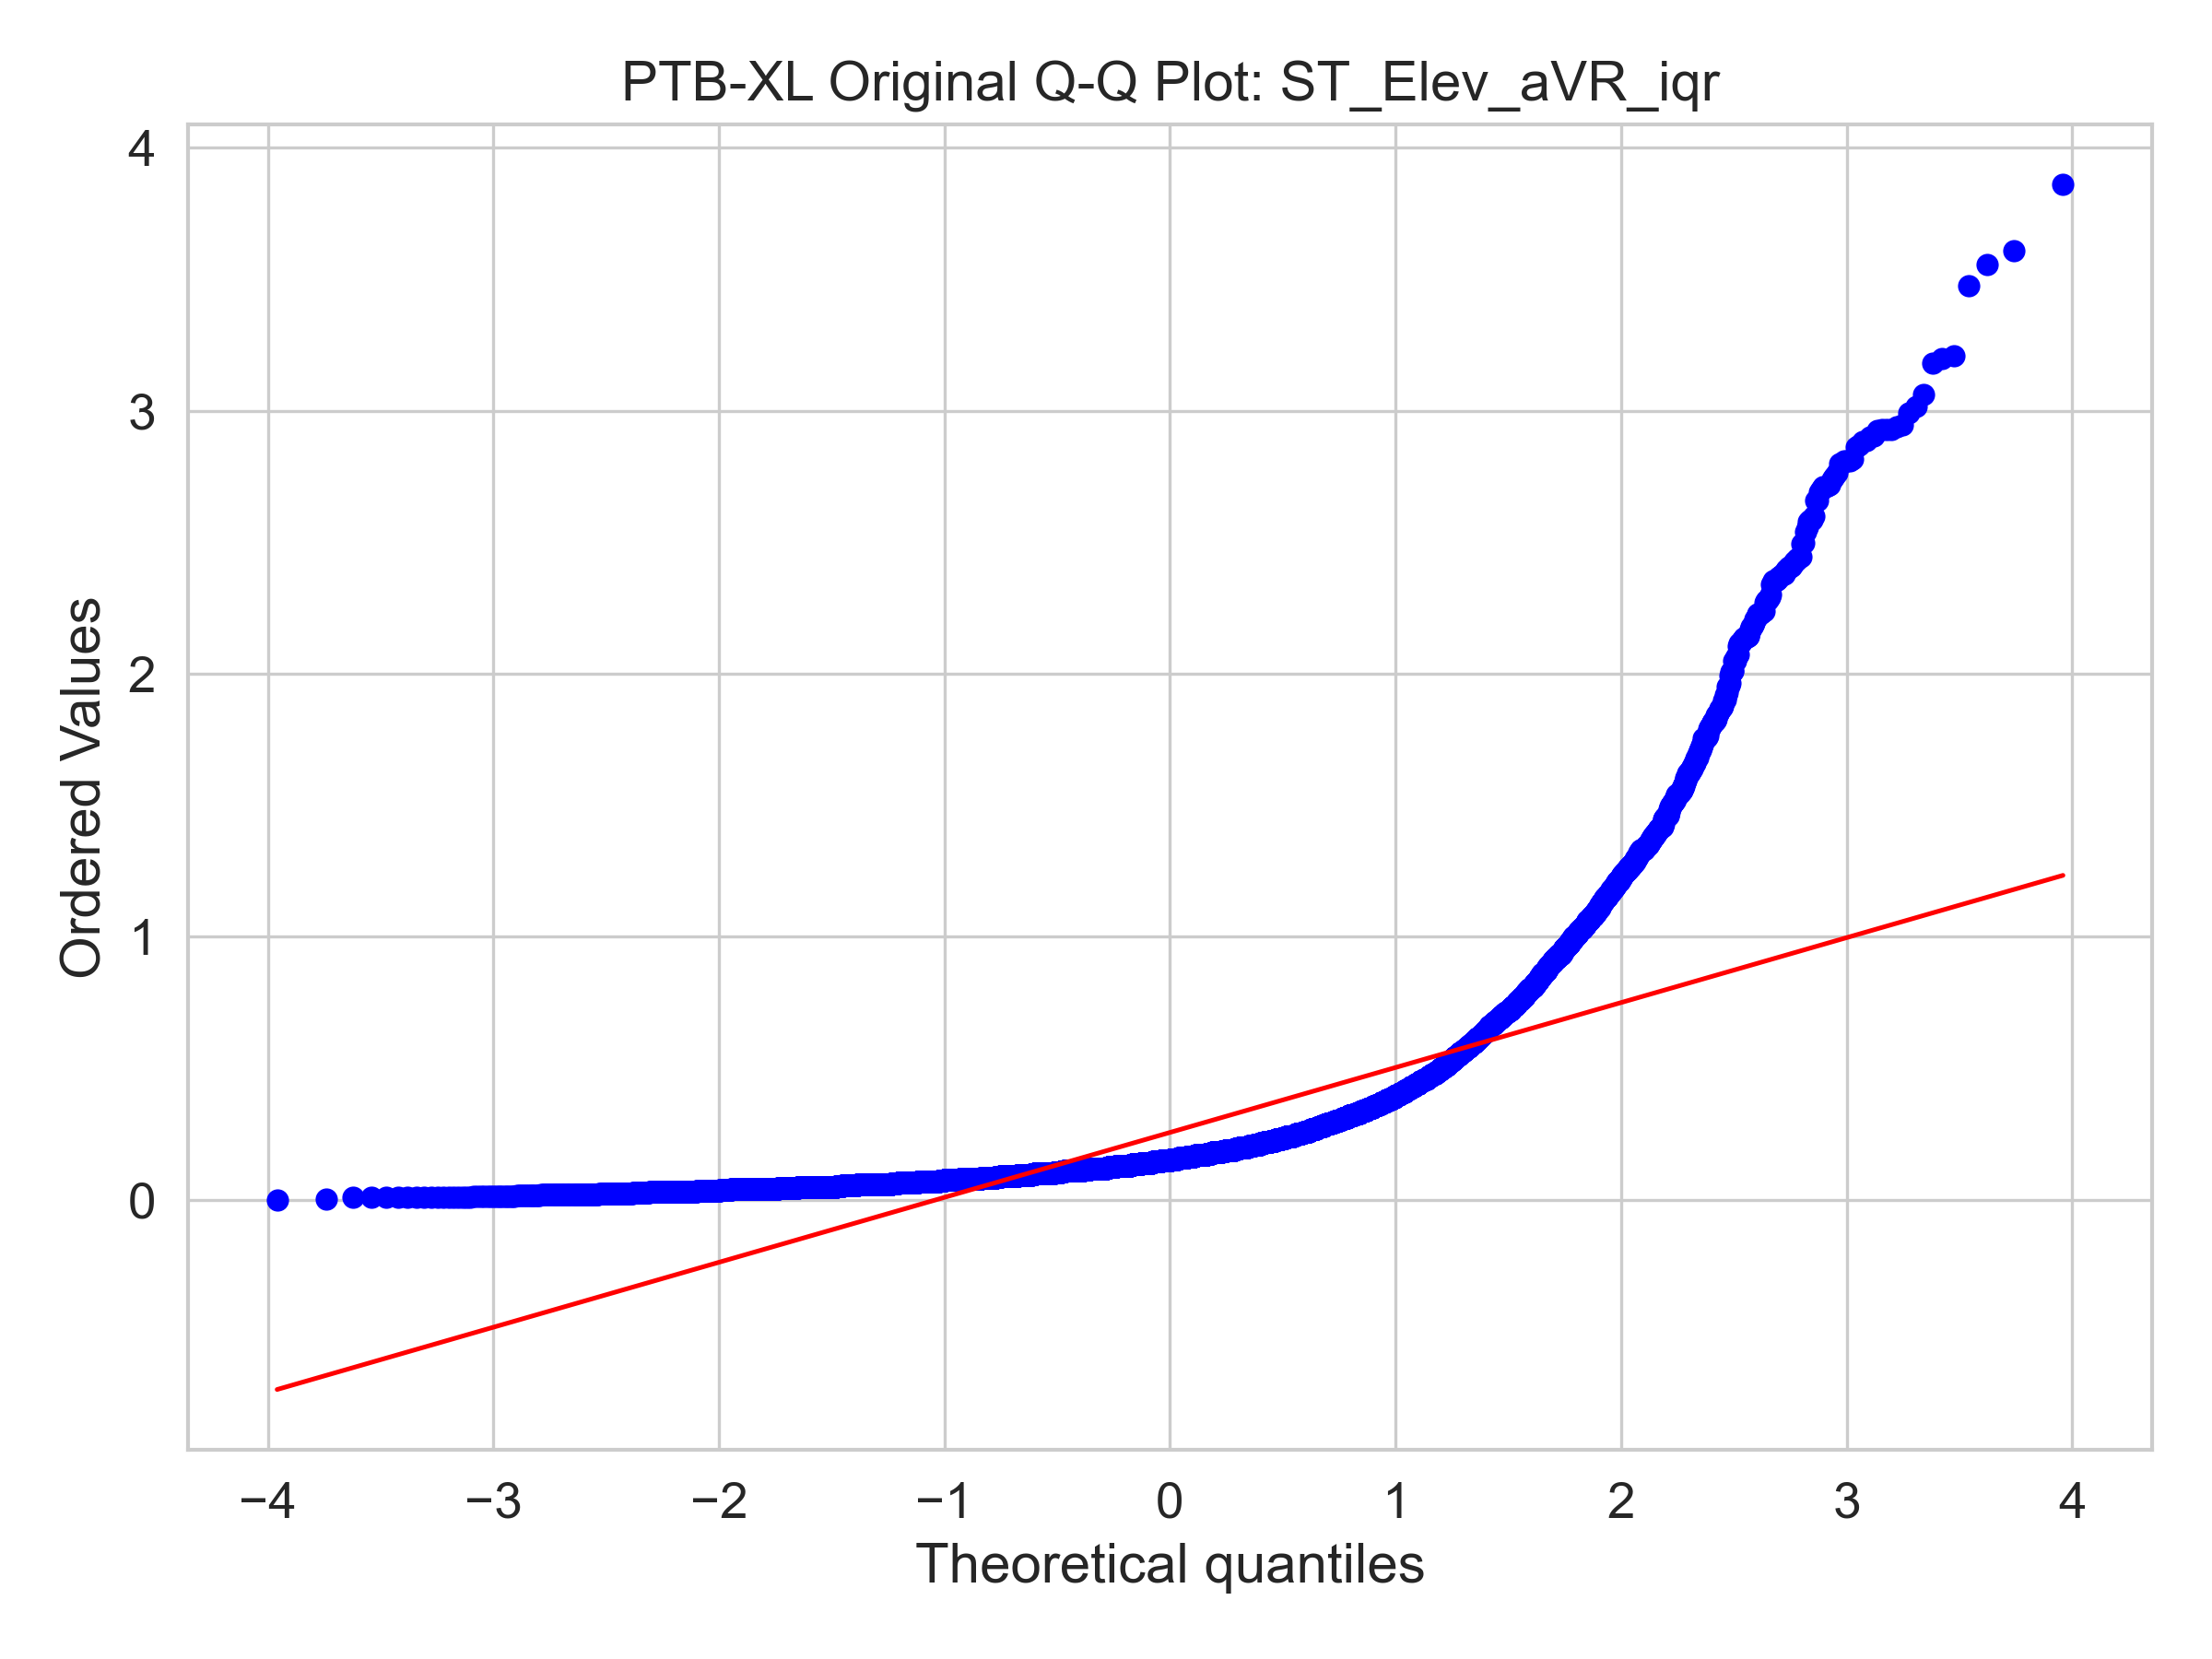 PTB-XL Original Q-Q Plot: ST_Elev_aVR_iqr
4
3
2
1
0
Ordered Values
−4 −3 −2 −1 0 1 2 3 4
Theoretical quantiles